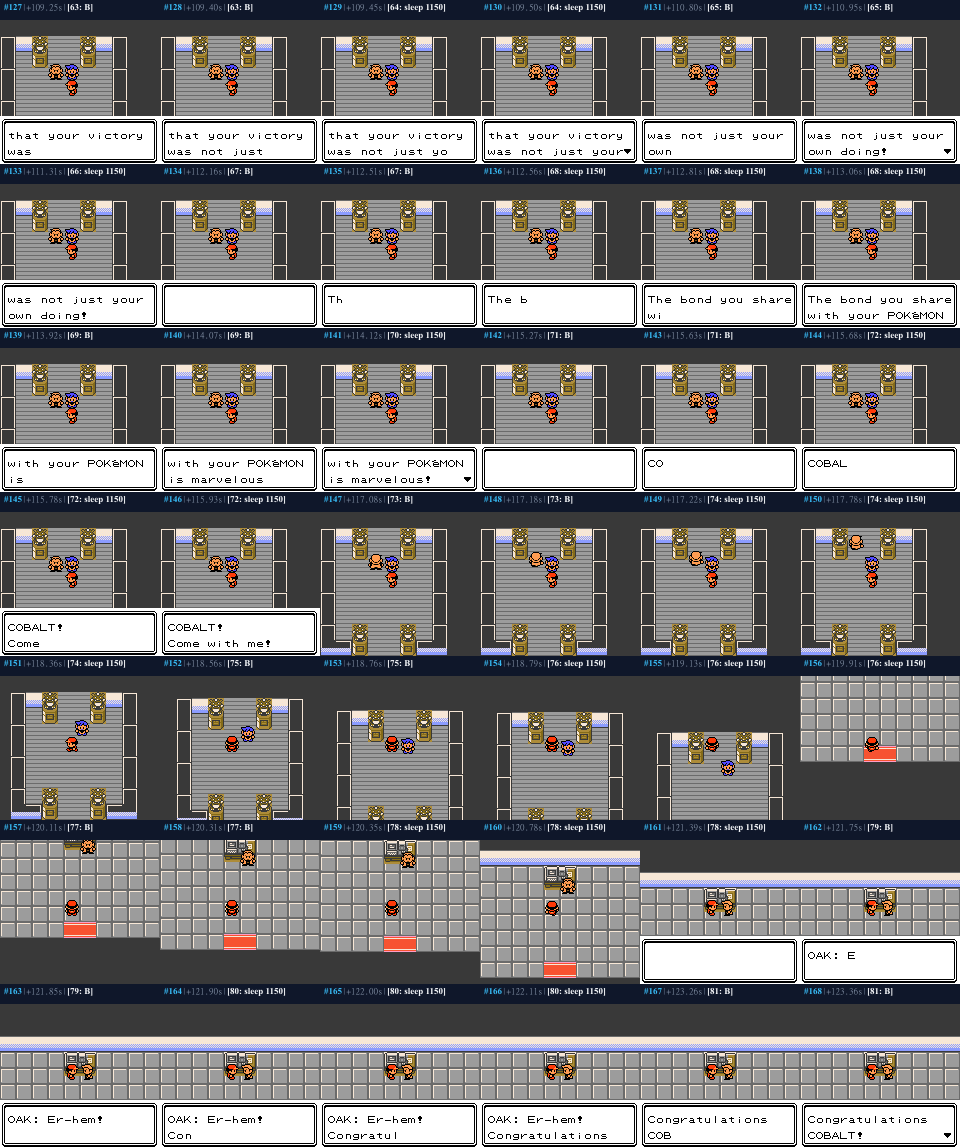 #127|+109.25s|[63: B]
#128|+109.40s|[63: B]
#129|+109.45s|[64: sleep 1150]
#130|+109.50s|[64: sleep 1150]
#131|+110.80s|[65: B]
#132|+110.95s|[65: B]
that your victory
was
that your victory
was not just
that your victory
was not just yo
that your victory
was not just your▼
was not just your
own
was not just your
own doing! ▼
#133|+111.31s|[66: sleep 1150]
#134|+112.16s|[67: B]
#135|+112.51s|[67: B]
#136|+112.56s|[68: sleep 1150]
#137|+112.81s|[68: sleep 1150]
#138|+113.06s|[68: sleep 1150]
was not just your
own doing!
Th
The b
The bond you share
wi
The bond you share
with your POKéMON
#139|+113.92s|[69: B]
#140|+114.07s|[69: B]
#141|+114.12s|[70: sleep 1150]
#142|+115.27s|[71: B]
#143|+115.63s|[71: B]
#144|+115.68s|[72: sleep 1150]
with your POKéMON
is
with your POKéMON
is marvelous
with your POKéMON
is marvelous! ▼
CO
COBAL
#145|+115.78s|[72: sleep 1150]
#146|+115.93s|[72: sleep 1150]
#147|+117.08s|[73: B]
#148|+117.18s|[73: B]
#149|+117.22s|[74: sleep 1150]
#150|+117.78s|[74: sleep 1150]
COBALT!
Come
COBALT!
Come with me!
#151|+118.36s|[74: sleep 1150]
#152|+118.56s|[75: B]
#153|+118.76s|[75: B]
#154|+118.79s|[76: sleep 1150]
#155|+119.13s|[76: sleep 1150]
#156|+119.91s|[76: sleep 1150]
#157|+120.11s|[77: B]
#158|+120.31s|[77: B]
#159|+120.35s|[78: sleep 1150]
#160|+120.78s|[78: sleep 1150]
#161|+121.39s|[78: sleep 1150]
#162|+121.75s|[79: B]
OAK: E
#163|+121.85s|[79: B]
#164|+121.90s|[80: sleep 1150]
#165|+122.00s|[80: sleep 1150]
#166|+122.11s|[80: sleep 1150]
#167|+123.26s|[81: B]
#168|+123.36s|[81: B]
OAK: Er-hem!
OAK: Er-hem!
Con
OAK: Er-hem!
Congratul
OAK: Er-hem!
Congratulations
Congratulations
COB
Congratulations
COBALT! ▼